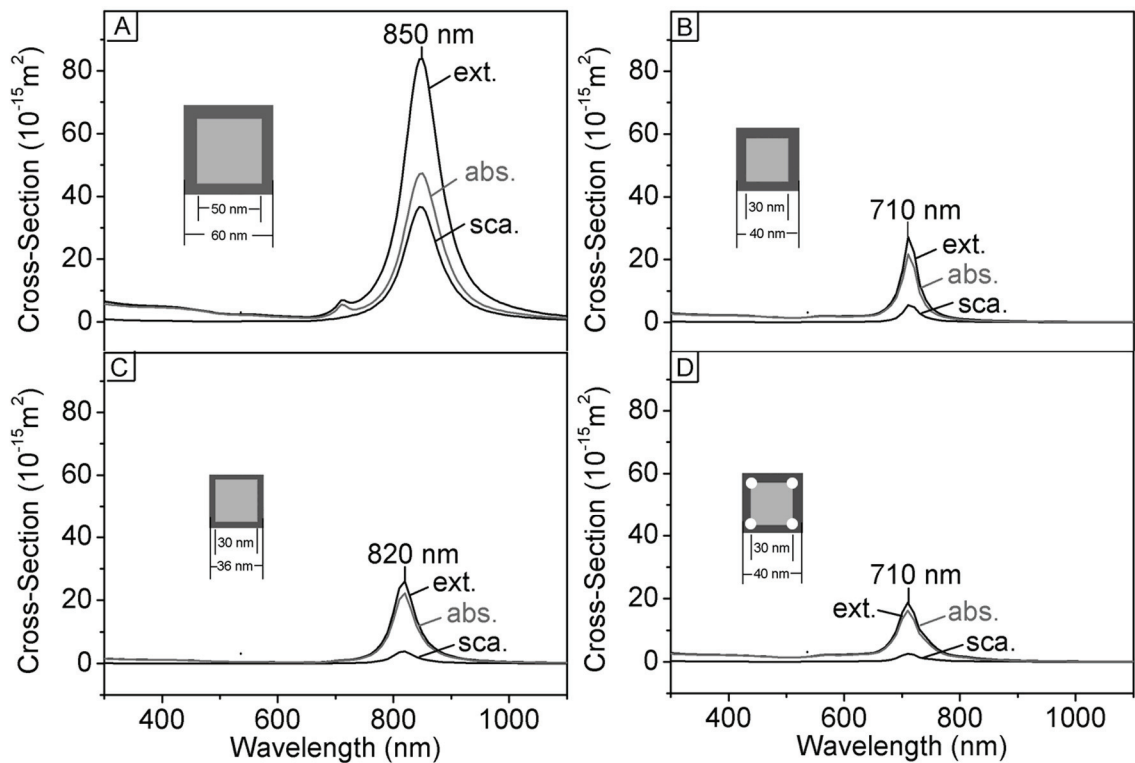 A
850 nm
ext.
abs.
sca.
50 nm
60 nm
80
60
40
20
0
Cross-Section (10⁻¹⁵m²)
B
710 nm
ext.
abs.
sca.
30 nm
40 nm
80
60
40
20
0
Cross-Section (10⁻¹⁵m²)
C
820 nm
ext.
abs.
sca.
30 nm
36 nm
80
60
40
20
0
Cross-Section (10⁻¹⁵m²)
400 600 800 1000
Wavelength (nm)
D
710 nm
ext.
abs.
sca.
30 nm
40 nm
80
60
40
20
0
Cross-Section (10⁻¹⁵m²)
400 600 800 1000
Wavelength (nm)